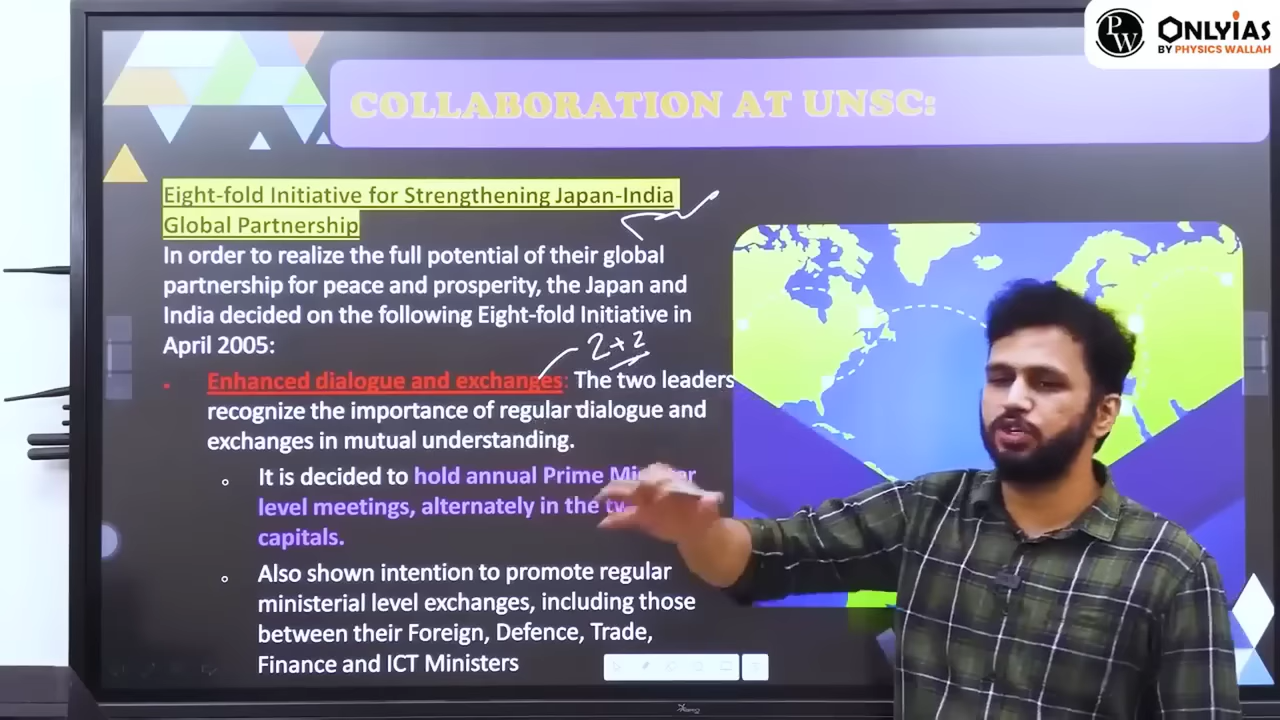 PW
ONLYIAS
BY PHYSICS WALLAH
COLLABORATION AT UNSC:
Eight-fold Initiative for Strengthening Japan-India
Global Partnership
In order to realize the full potential of their global
partnership for peace and prosperity, the Japan and
India decided on the following Eight-fold Initiative in
April 2005:
2+2
Enhanced dialogue and exchanges: The two leaders
recognize the importance of regular dialogue and
exchanges in mutual understanding.
It is decided to hold annual Prime
level meetings, alternately in the
capitals.
Also shown intention to promote regular
ministerial level exchanges, including those
between their Foreign, Defence, Trade,
Finance and ICT Ministers